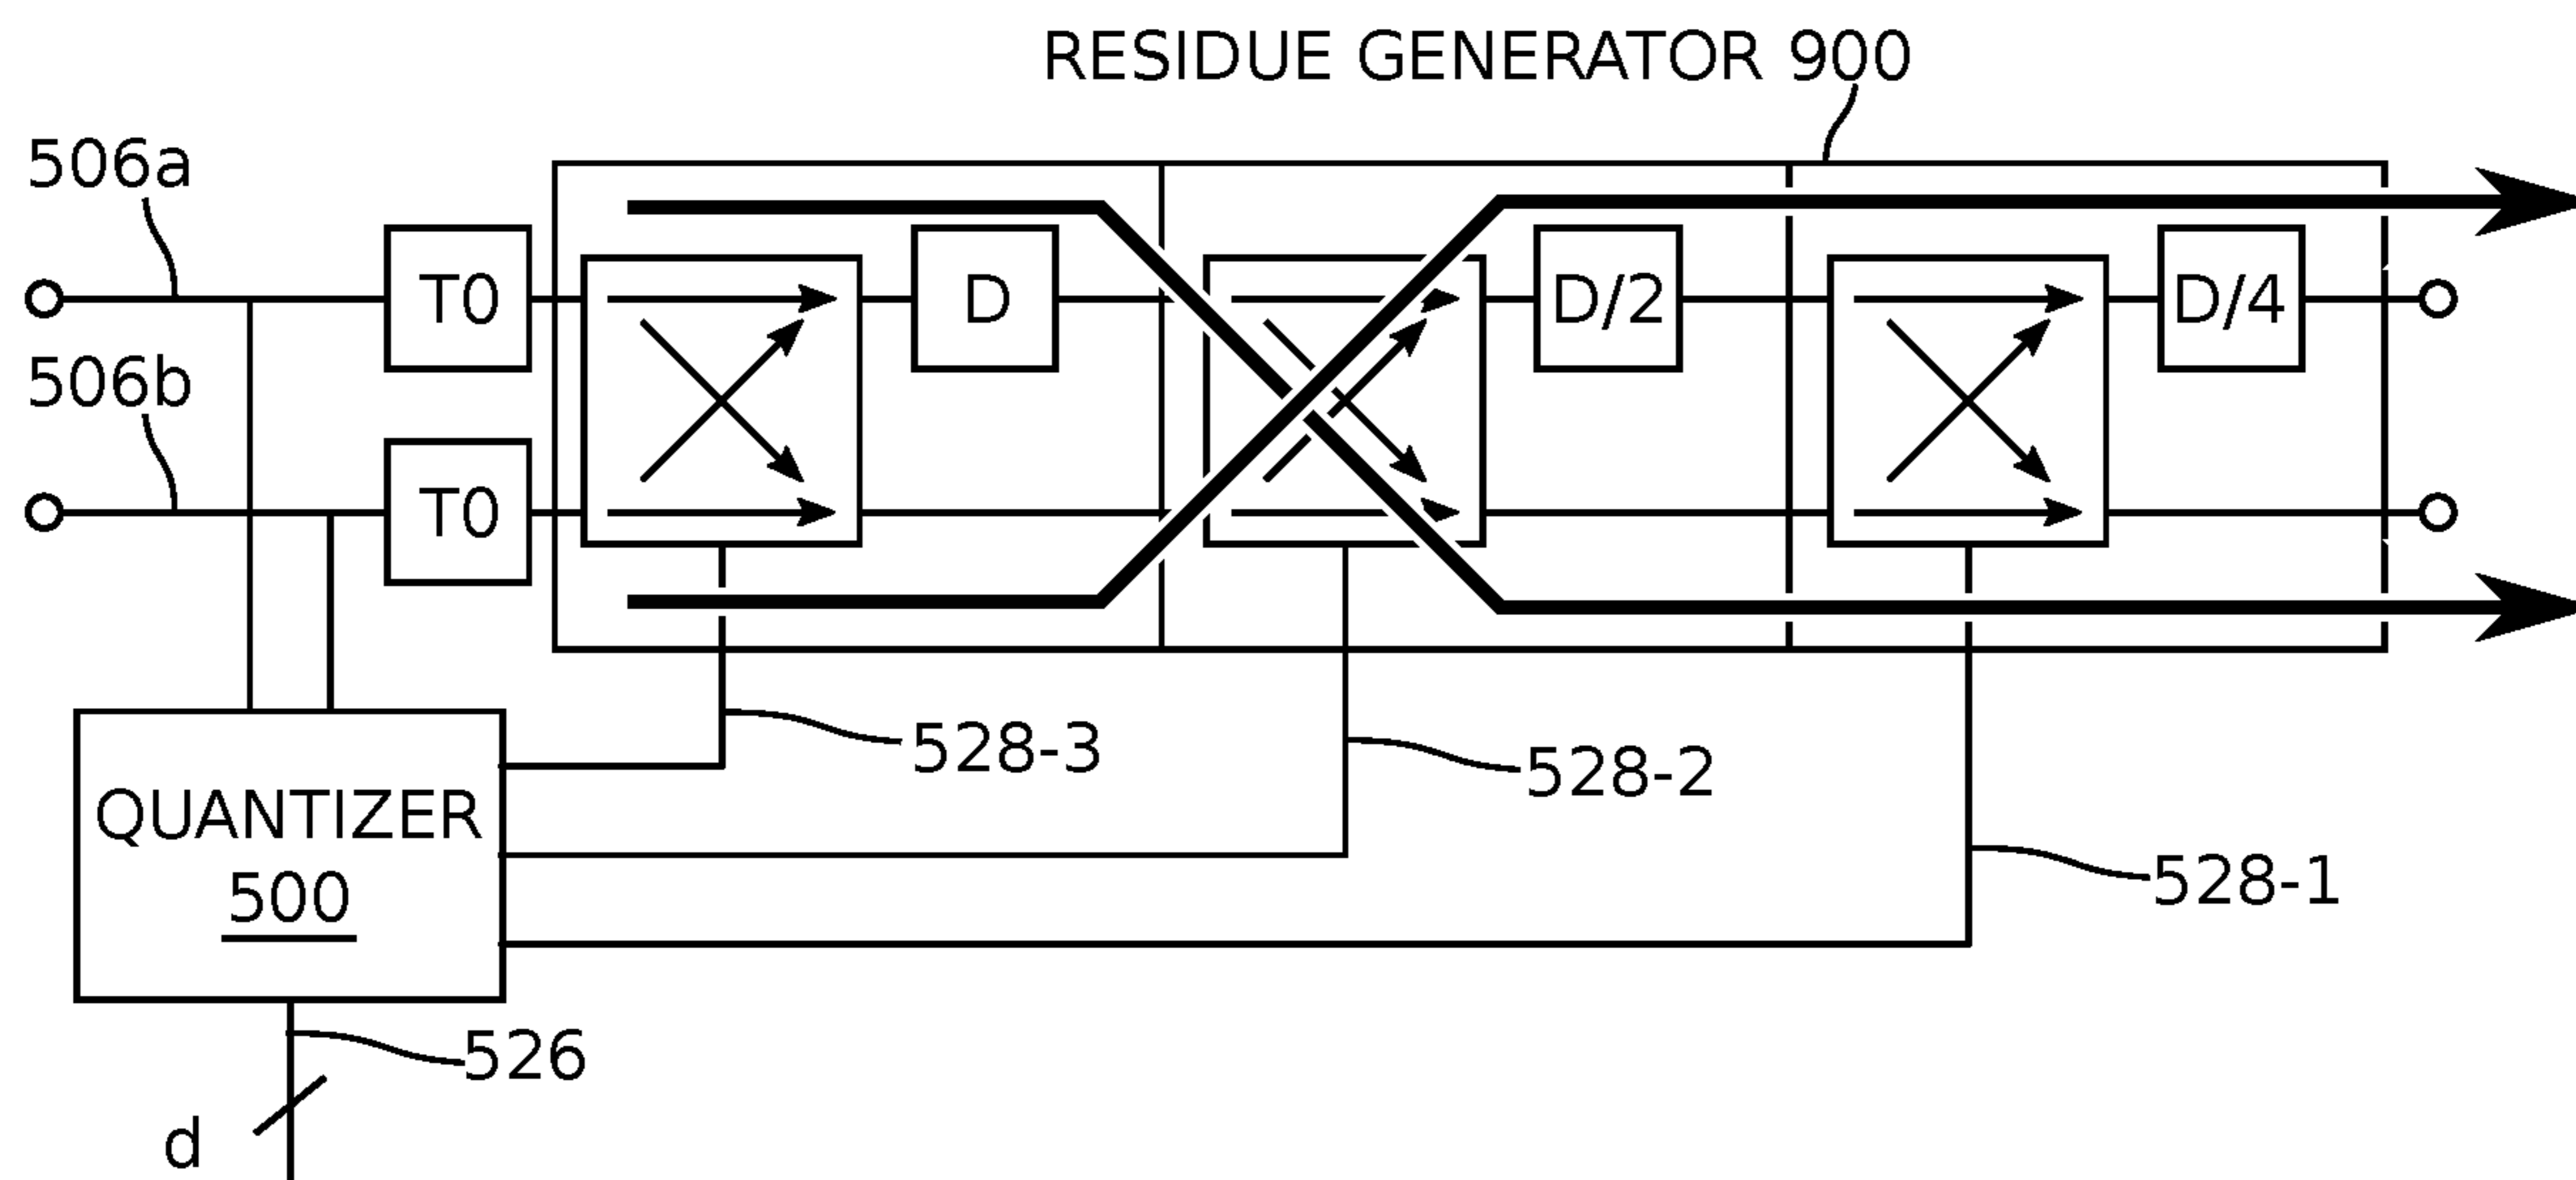 RESIDUE GENERATOR 900
506a
T0
D
D/2
D/4
506b
T0
528-3
528-2
QUANTIZER
500
528-1
526
d